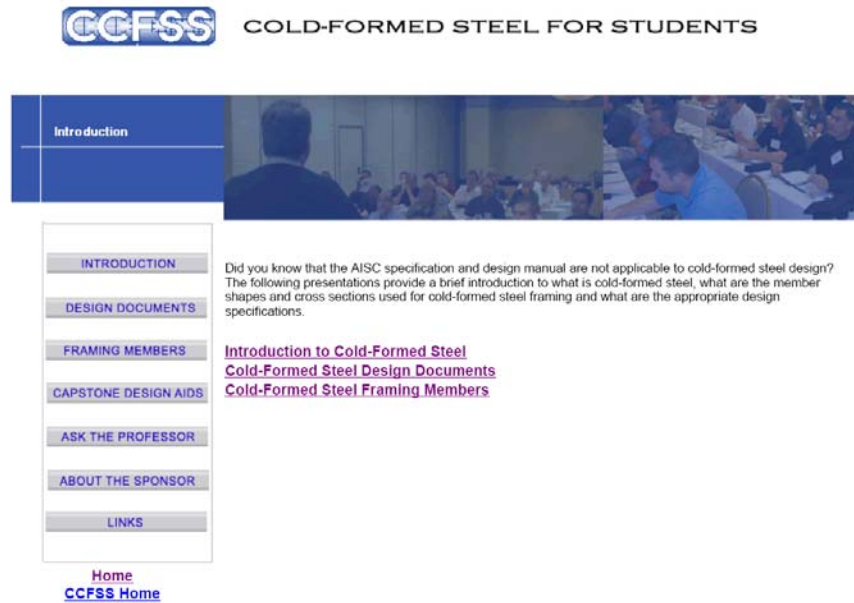 CCFSS
COLD-FORMED STEEL FOR STUDENTS
Introduction
INTRODUCTION
DESIGN DOCUMENTS
FRAMING MEMBERS
CAPSTONE DESIGN AIDS
ASK THE PROFESSOR
ABOUT THE SPONSOR
LINKS
Home
CCFSS Home
Did you know that the AISC specification and design manual are not applicable to cold-formed steel design?
The following presentations provide a brief introduction to what is cold-formed steel, what are the member
shapes and cross sections used for cold-formed steel framing and what are the appropriate design
specifications.
Introduction to Cold-Formed Steel
Cold-Formed Steel Design Documents
Cold-Formed Steel Framing Members